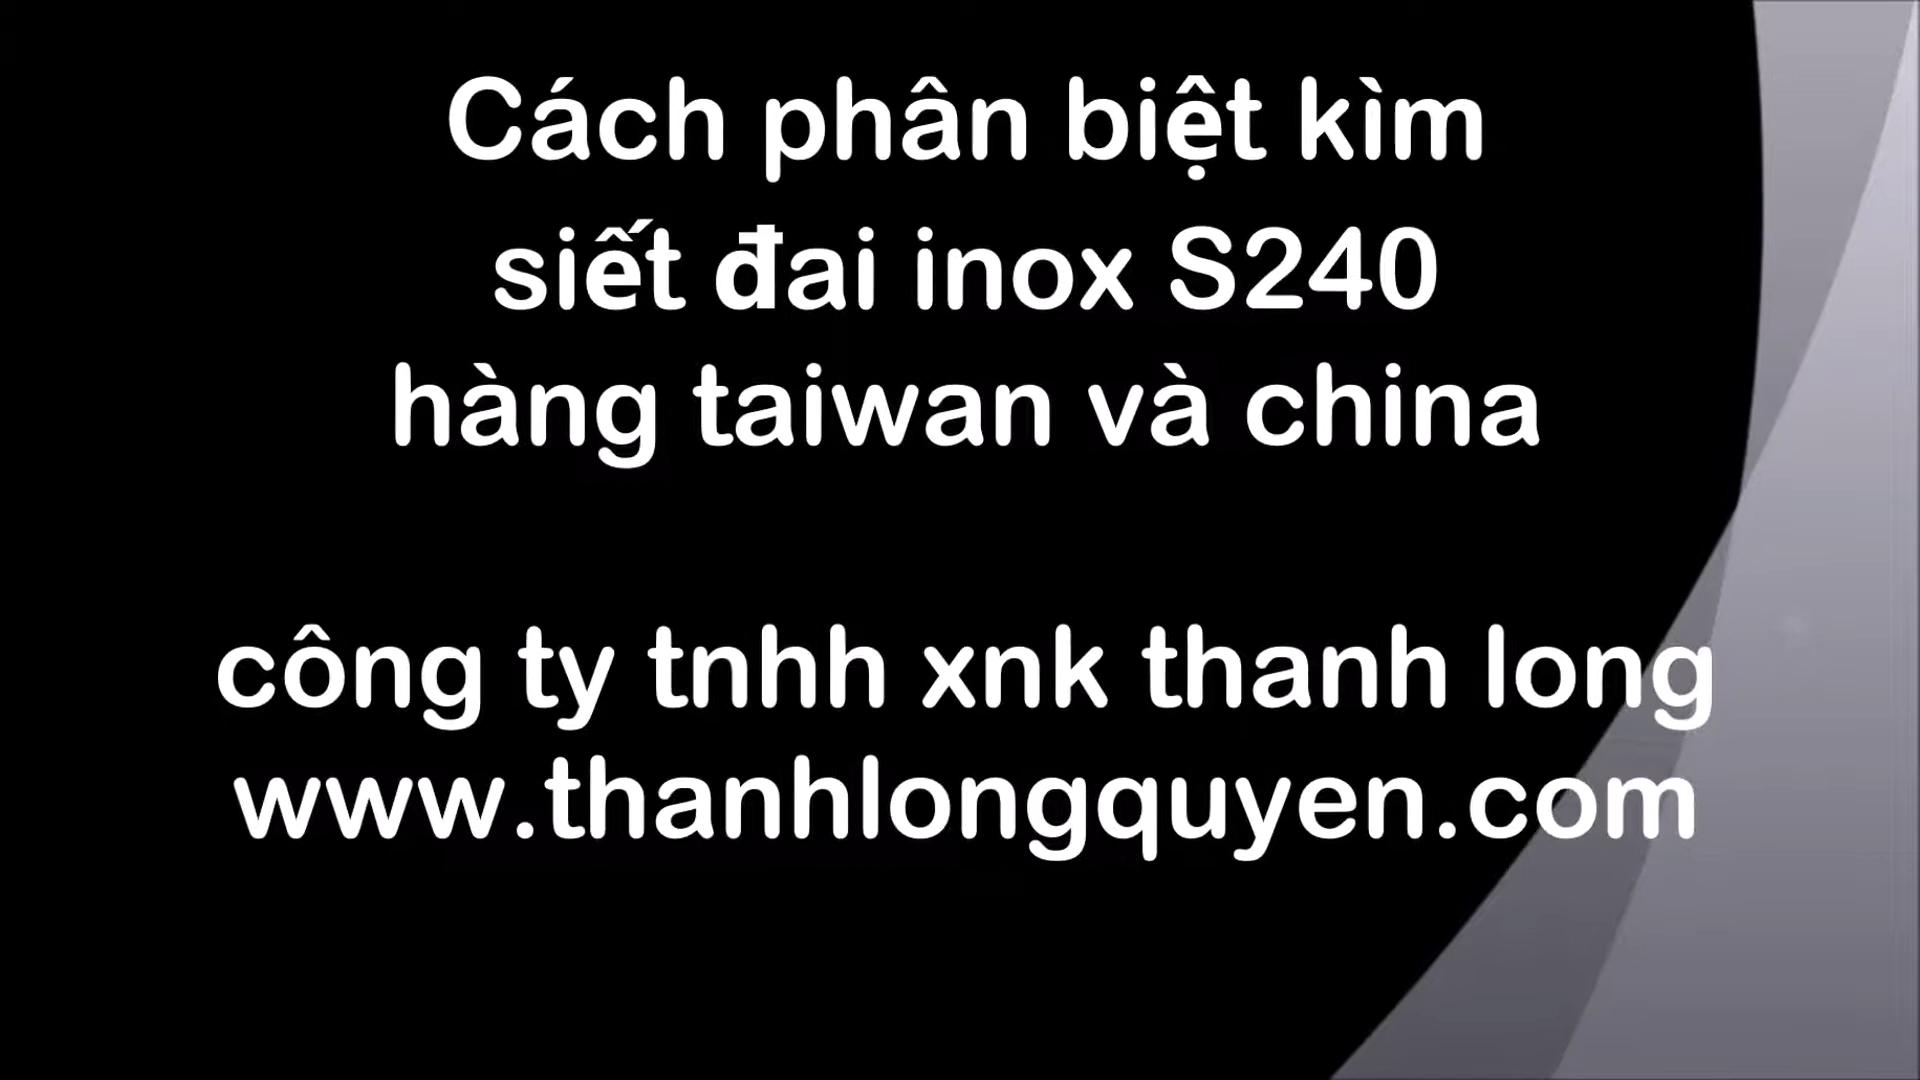 Cách phân biệt kìm
siết đai inox S240
hàng taiwan và china
công ty tnhh xnk thanh long
www.thanhlongquyen.com